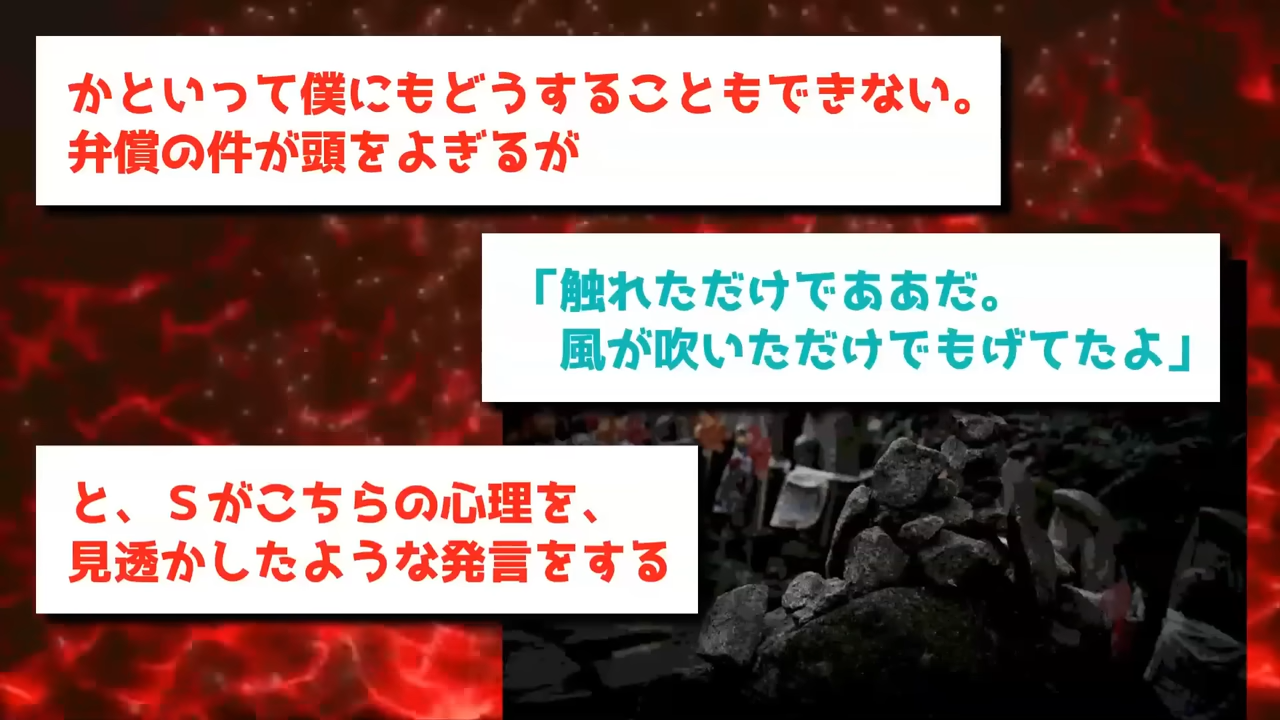 かといって僕にもどうすることもできない。
弁償の件が頭をよぎるが
「触れただけでああだ。
風が吹いただけでもげてたよ」
と、Ｓがこちらの心理を、
見透かしたような発言をする